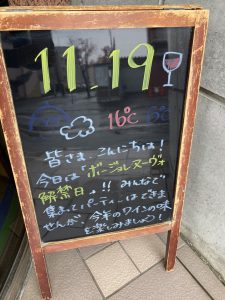 11.19
16℃
皆さま、こんにちは!
今日は「ボージョレヌーヴォ
解禁日」!! みんなで
集まってパーティーはできま
せんが、今年のワインの味
を楽しみましょう!